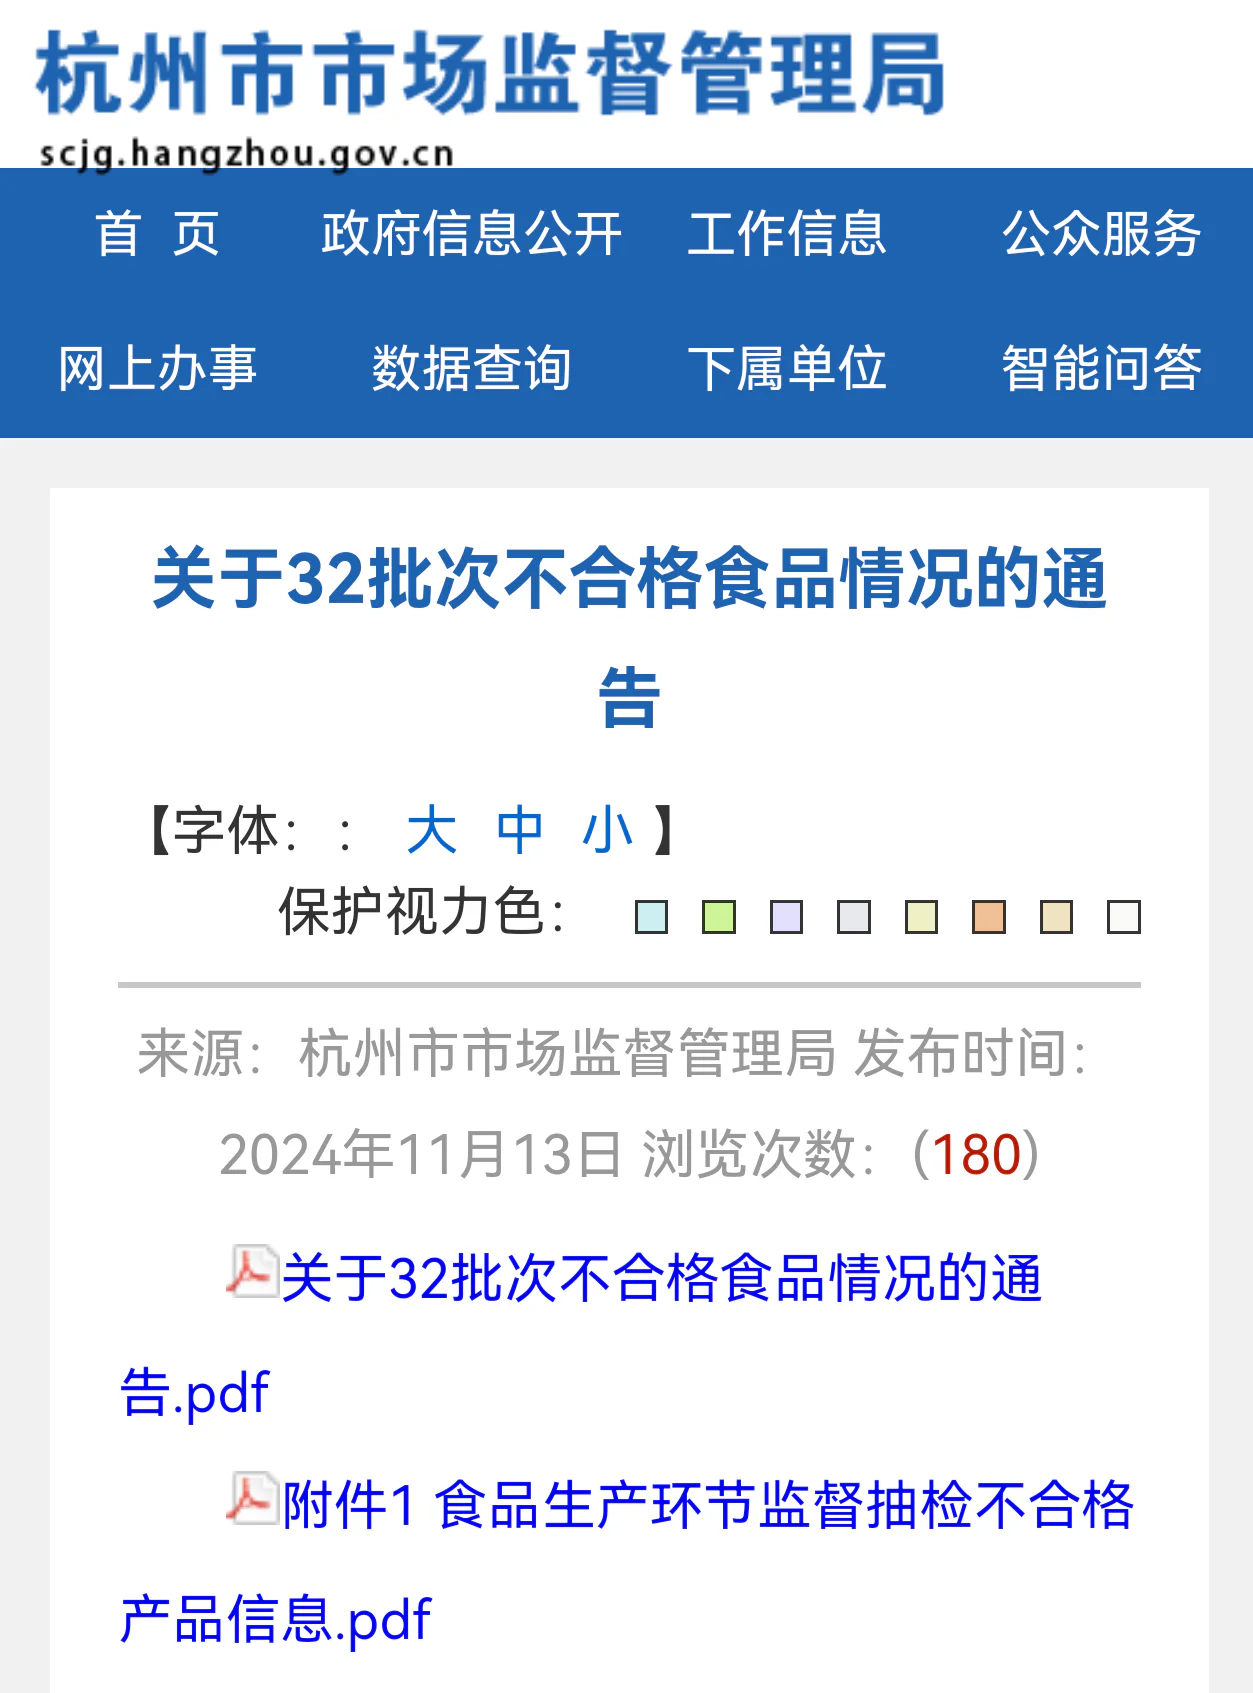 杭州市市场监督管理局
scjg.hangzhou.gov.cn
首 页 政府信息公开 工作信息 公众服务
网上办事 数据查询 下属单位 智能问答
关于32批次不合格食品情况的通
告
【字体：： 大 中 小 】
保护视力色：
来源：杭州市市场监督管理局 发布时间：
2024年11月13日 浏览次数：(180)
关于32批次不合格食品情况的通
告.pdf
附件1 食品生产环节监督抽检不合格
产品信息.pdf